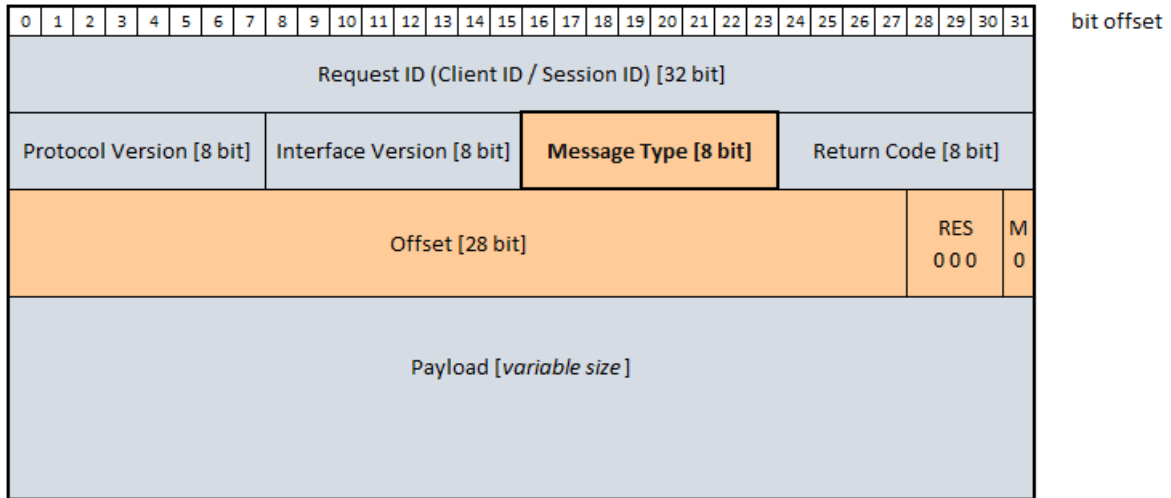 0 1 2 3 4 5 6 7 8 9 10 11 12 13 14 15 16 17 18 19 20 21 22 23 24 25 26 27 28 29 30 31 bit offset
Request ID (Client ID / Session ID) [32 bit]
Protocol Version [8 bit] Interface Version [8 bit] Message Type [8 bit] Return Code [8 bit]
Offset [28 bit] RES M
0 0 0 0
Payload [variable size]